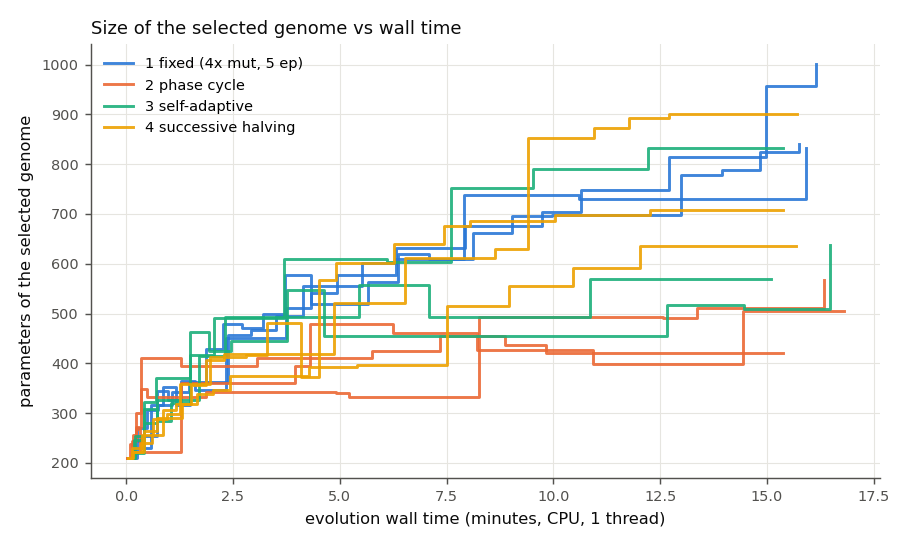 Size of the selected genome vs wall time
1 fixed (4x mut, 5 ep)
2 phase cycle
3 self-adaptive
4 successive halving
parameters of the selected genome
1000
900
800
700
600
500
400
300
200
0.0 2.5 5.0 7.5 10.0 12.5 15.0 17.5
evolution wall time (minutes, CPU, 1 thread)